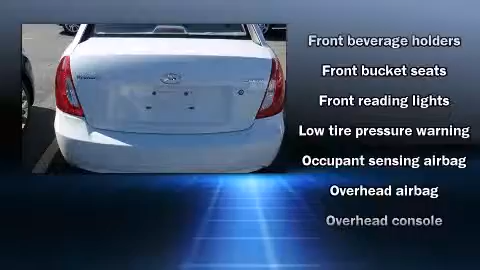 Front beverage holders
Front bucket seats
Front reading lights
Low tire pressure warning
Occupant sensing airbag
Overhead airbag
Overhead console